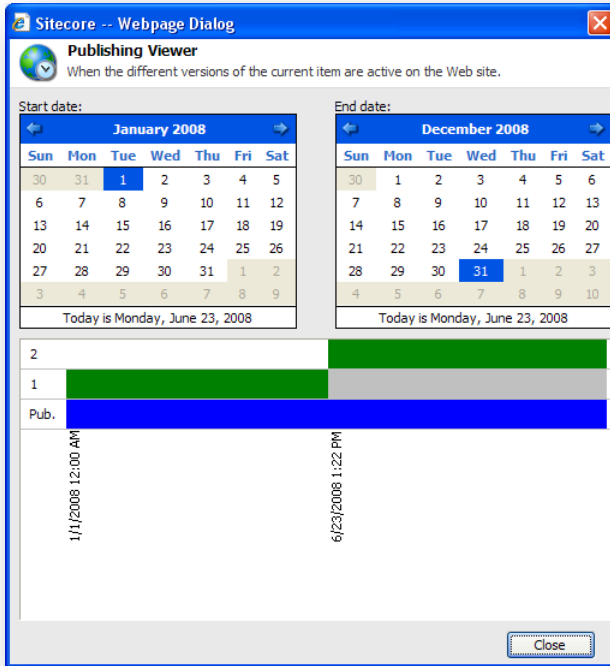 Sitecore -- Webpage Dialog
Publishing Viewer
When the different versions of the current item are active on the Web site.
Start date:
January 2008
Sun Mon Tue Wed Thu Fri Sat
30 31 1 2 3 4 5
6 7 8 9 10 11 12
13 14 15 16 17 18 19
20 21 22 23 24 25 26
27 28 29 30 31 1 2
3 4 5 6 7 8 9
Today is Monday, June 23, 2008
End date:
December 2008
Sun Mon Tue Wed Thu Fri Sat
30 1 2 3 4 5 6
7 8 9 10 11 12 13
14 15 16 17 18 19 20
21 22 23 24 25 26 27
28 29 30 31 1 2 3
4 5 6 7 8 9 10
Today is Monday, June 23, 2008
2
1
Pub.
1/1/2008 12:00 AM
6/23/2008 1:22 PM
Close